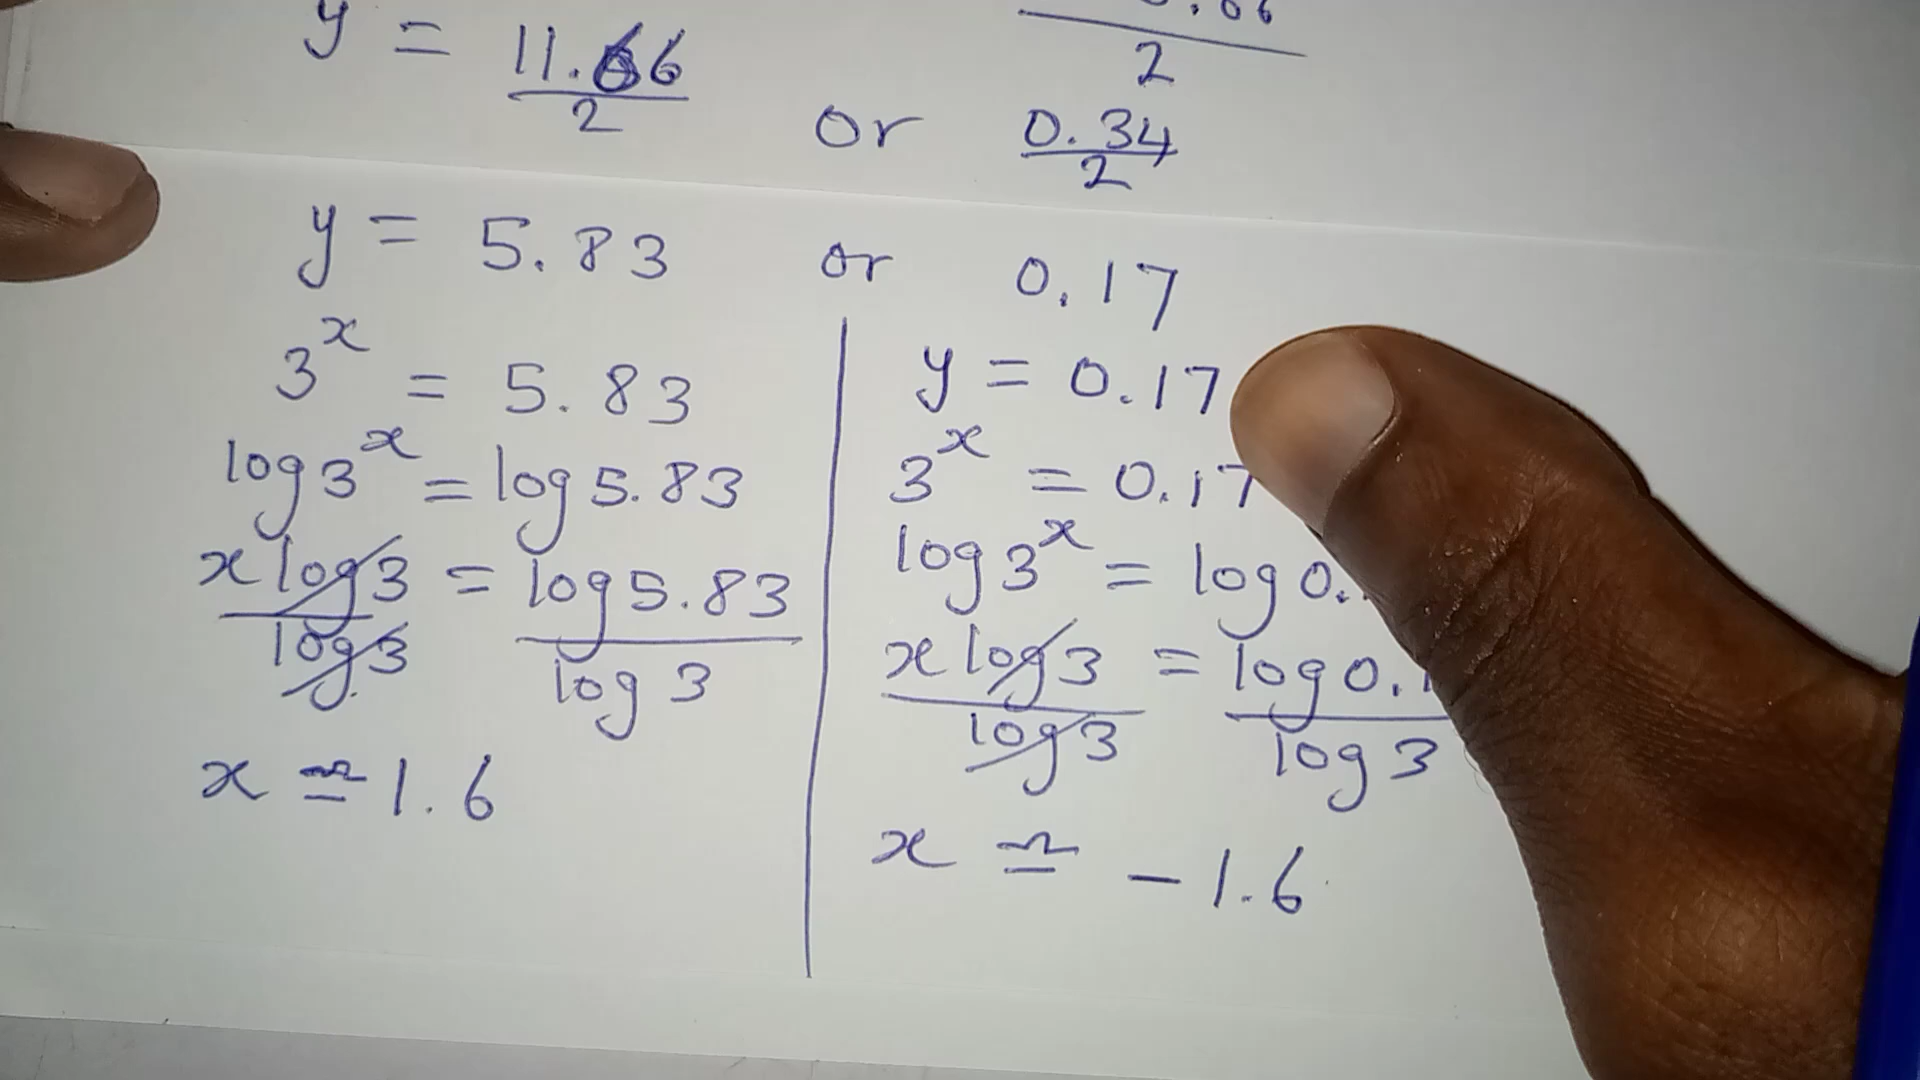 y = 11.66/2 or 0.34/2
2
y = 5.83 or 0.17
3^x = 5.83
log 3^x = log 5.83
x log 3 / log 3 = log 5.83 / log 3
x ≃ 1.6
y = 0.17
3^x = 0.17
log 3^x = log 0.
x log 3 / log 3 = log 0.1 / log 3
x ≃ -1.6